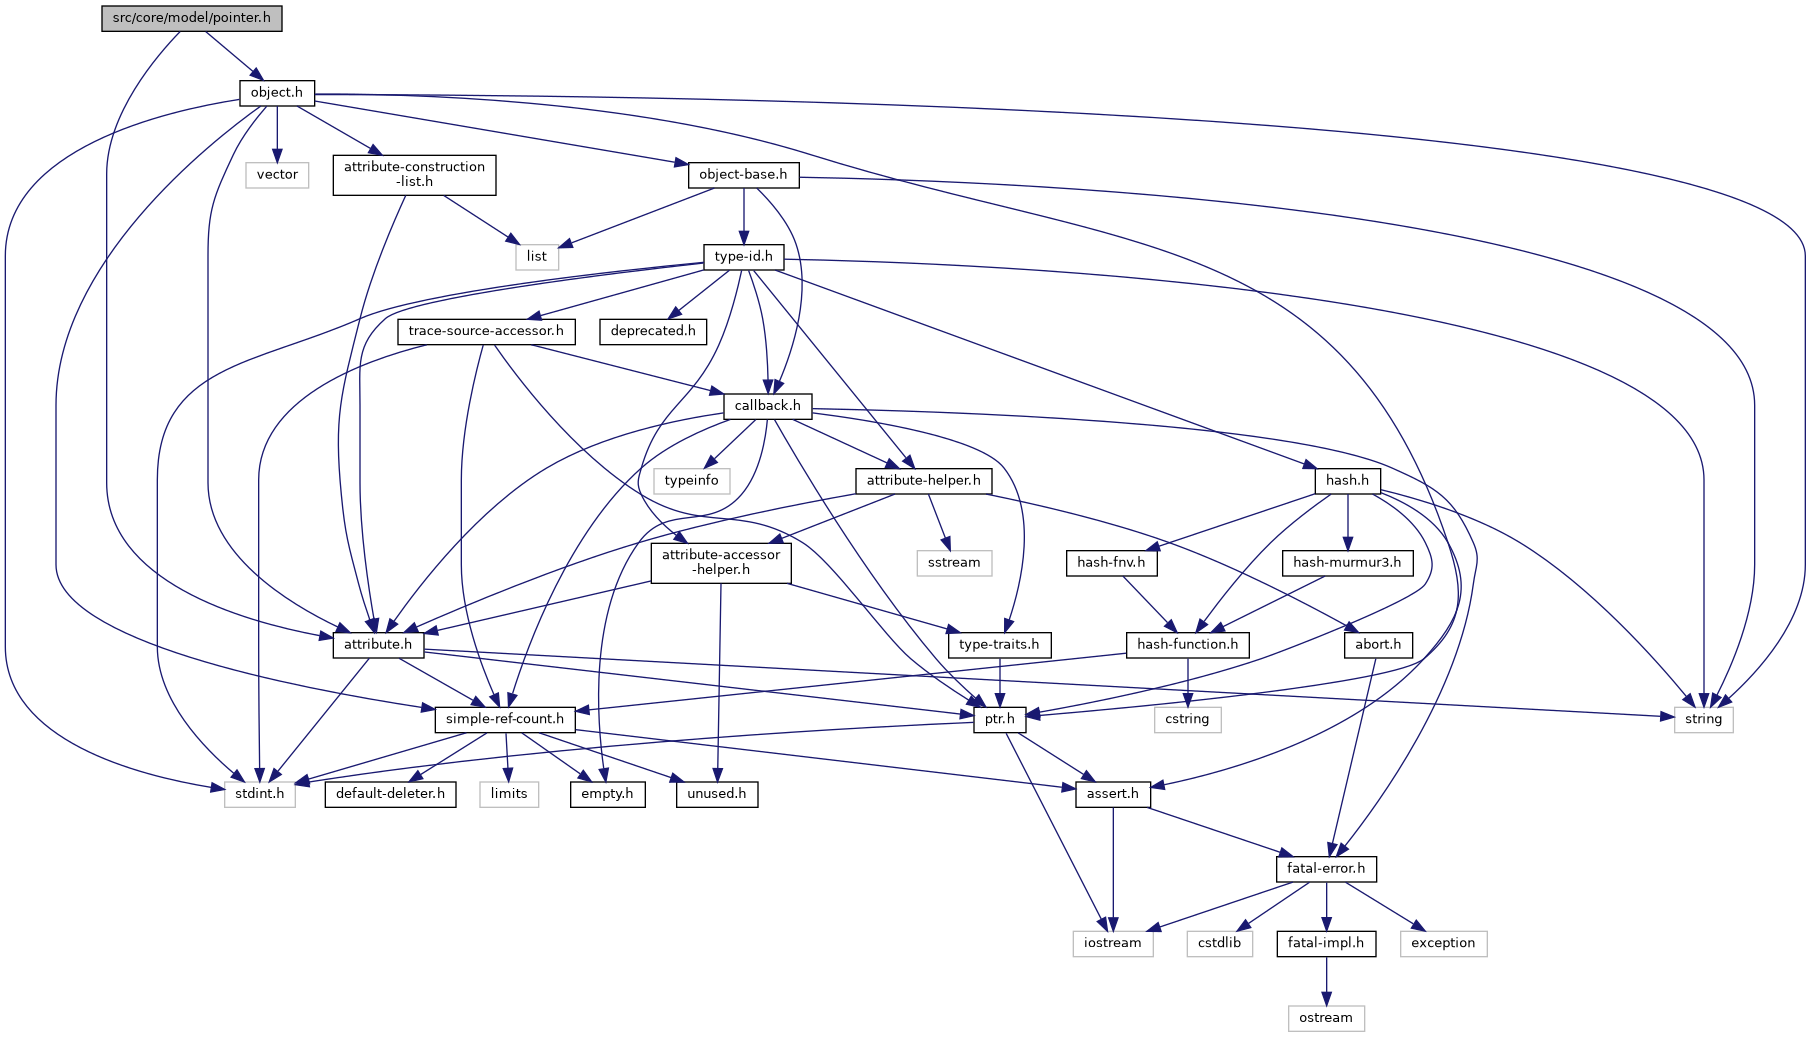 src/core/model/pointer.h
object.h
vector
attribute-construction
-list.h
object-base.h
list
type-id.h
trace-source-accessor.h
deprecated.h
callback.h
typeinfo
attribute-helper.h
hash.h
attribute-accessor
-helper.h
sstream
hash-fnv.h
hash-murmur3.h
attribute.h
type-traits.h
hash-function.h
abort.h
simple-ref-count.h
ptr.h
cstring
string
stdint.h
default-deleter.h
limits
empty.h
unused.h
assert.h
fatal-error.h
iostream
cstdlib
fatal-impl.h
exception
ostream